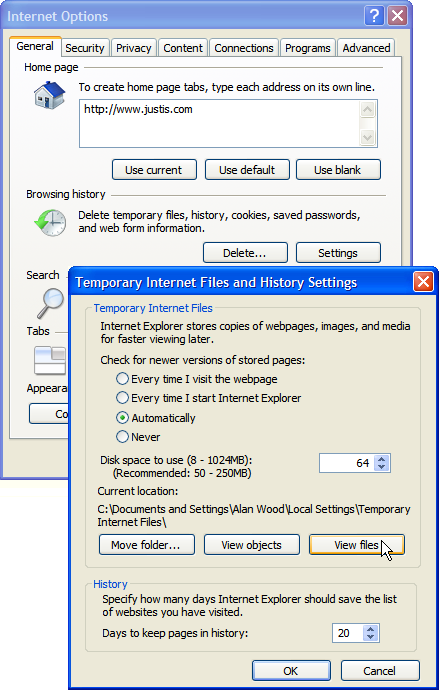 Internet Options
General Security Privacy Content Connections Programs Advanced
Home page
To create home page tabs, type each address on its own line.
http://www.justis.com
Use current Use default Use blank
Browsing history
Delete temporary files, history, cookies, saved passwords,
and web form information.
Delete... Settings
Search
Tabs
Appeara
Co
Temporary Internet Files and History Settings
Temporary Internet Files
Internet Explorer stores copies of webpages, images, and media
for faster viewing later.
Check for newer versions of stored pages:
Every time I visit the webpage
Every time I start Internet Explorer
Automatically
Never
Disk space to use (8 - 1024MB): 64
(Recommended: 50 - 250MB)
Current location:
C:\Documents and Settings\Alan Wood\Local Settings\Temporary
Internet Files\
Move folder... View objects View files
History
Specify how many days Internet Explorer should save the list
of websites you have visited.
Days to keep pages in history: 20
OK Cancel